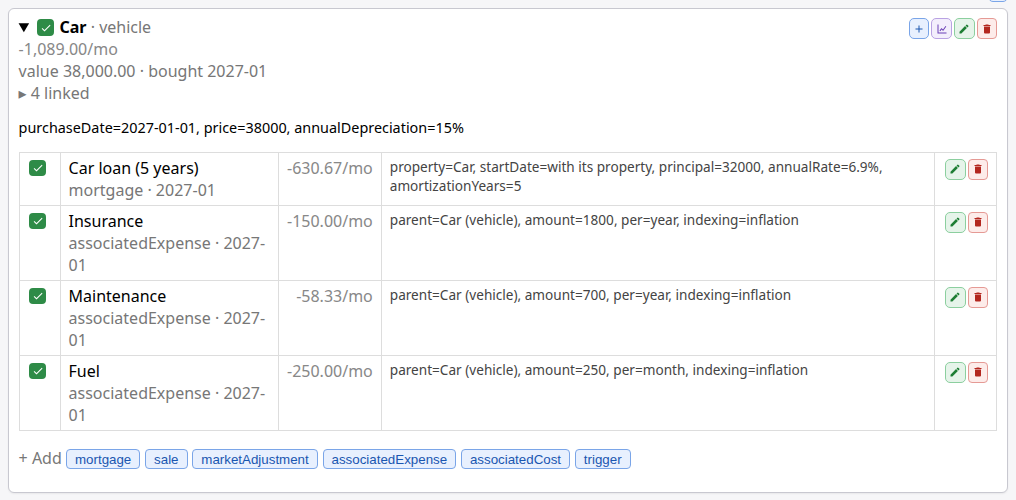 ▼ Car · vehicle
-1,089.00/mo
value 38,000.00 · bought 2027-01
▸ 4 linked
purchaseDate=2027-01-01, price=38000, annualDepreciation=15%
Car loan (5 years)
mortgage · 2027-01
-630.67/mo
property=Car, startDate=with its property, principal=32000, annualRate=6.9%,
amortizationYears=5
Insurance
associatedExpense · 2027-
01
-150.00/mo
parent=Car (vehicle), amount=1800, per=year, indexing=inflation
Maintenance
associatedExpense · 2027-
01
-58.33/mo
parent=Car (vehicle), amount=700, per=year, indexing=inflation
Fuel
associatedExpense · 2027-
01
-250.00/mo
parent=Car (vehicle), amount=250, per=month, indexing=inflation
+ Add mortgage sale marketAdjustment associatedExpense associatedCost trigger